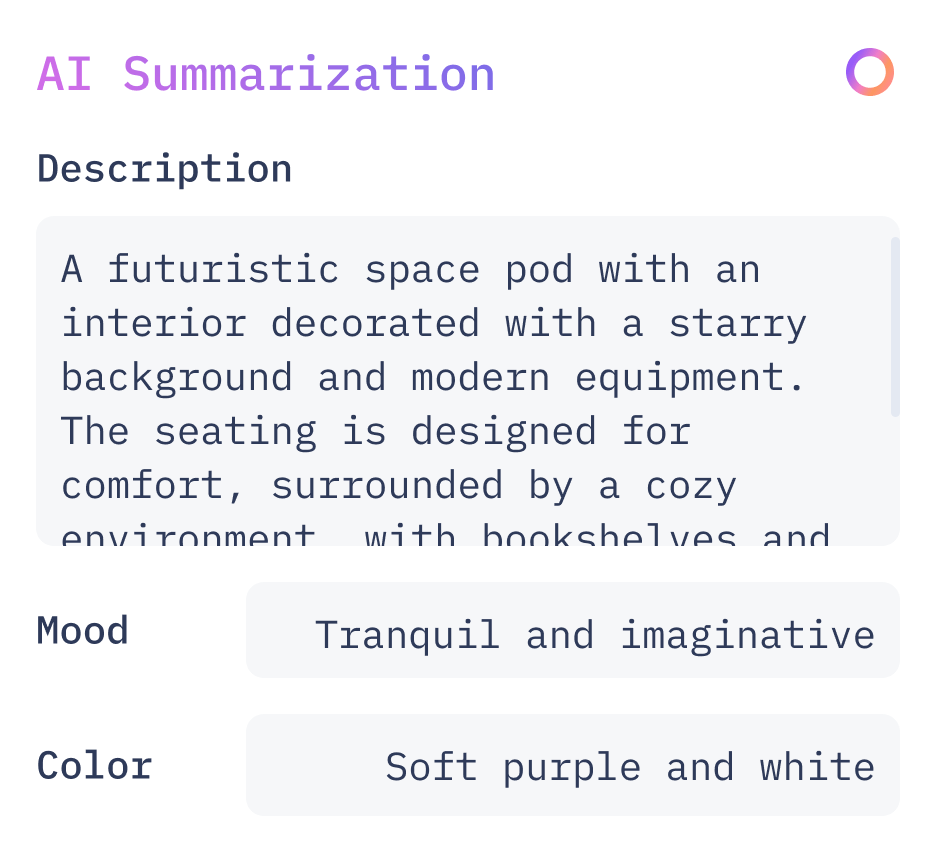 AI Summarization
Description
A futuristic space pod with an
interior decorated with a starry
background and modern equipment.
The seating is designed for
comfort, surrounded by a cozy
environment, with bookshelves and
Mood
Tranquil and imaginative
Color
Soft purple and white